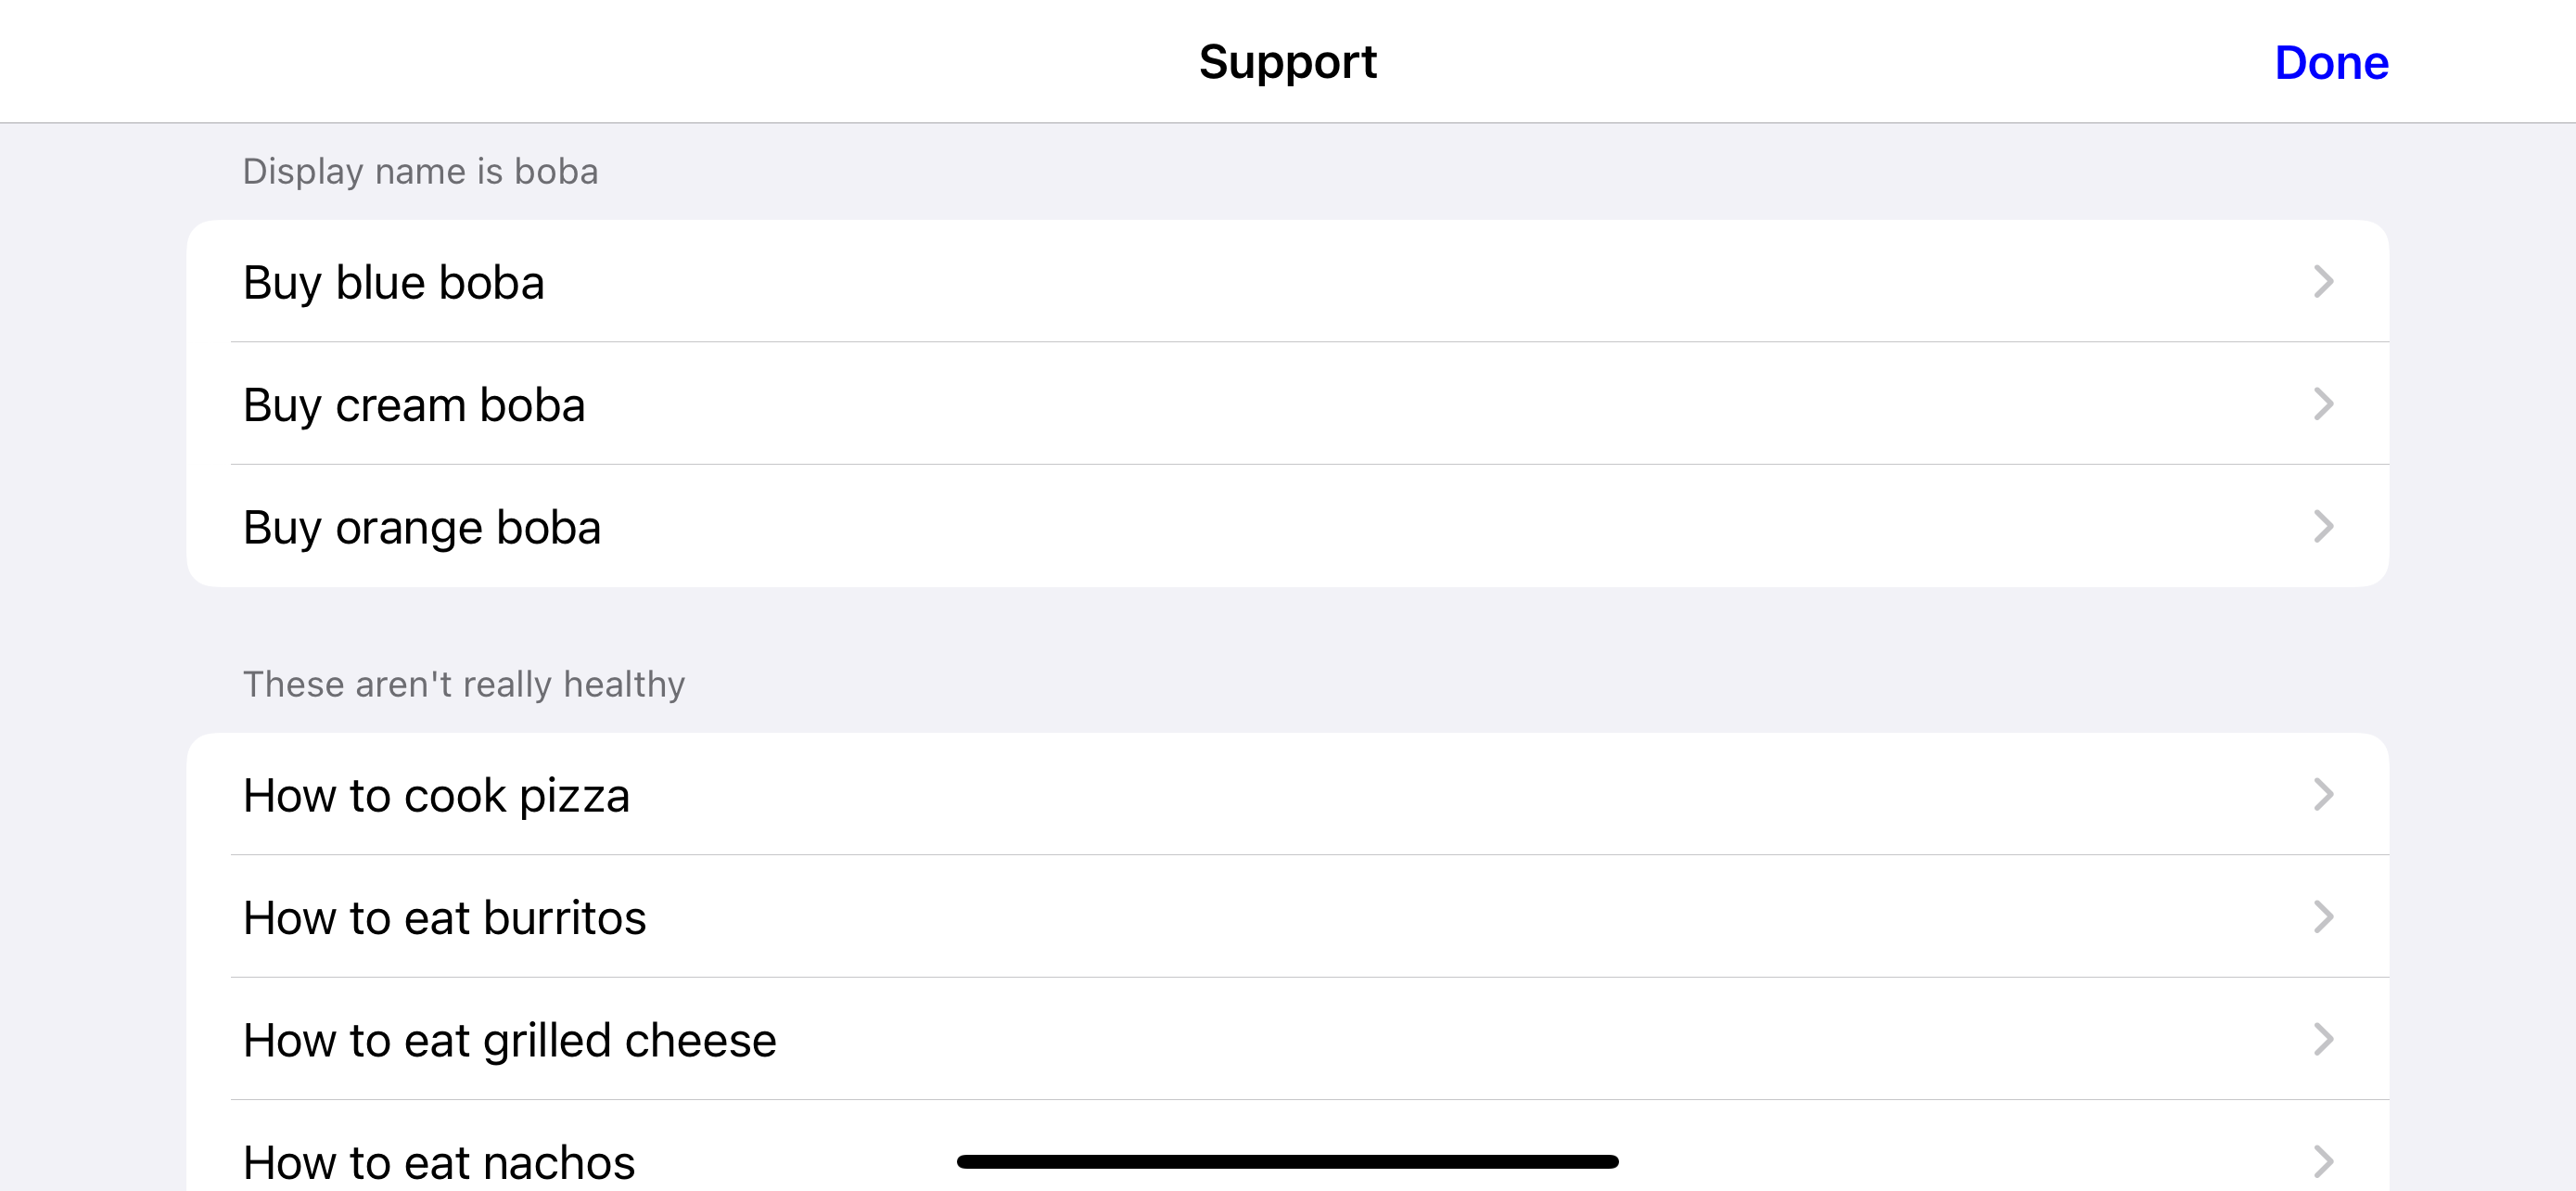 Support
Done
Display name is boba
Buy blue boba
Buy cream boba
Buy orange boba
These aren't really healthy
How to cook pizza
How to eat burritos
How to eat grilled cheese
How to eat nachos